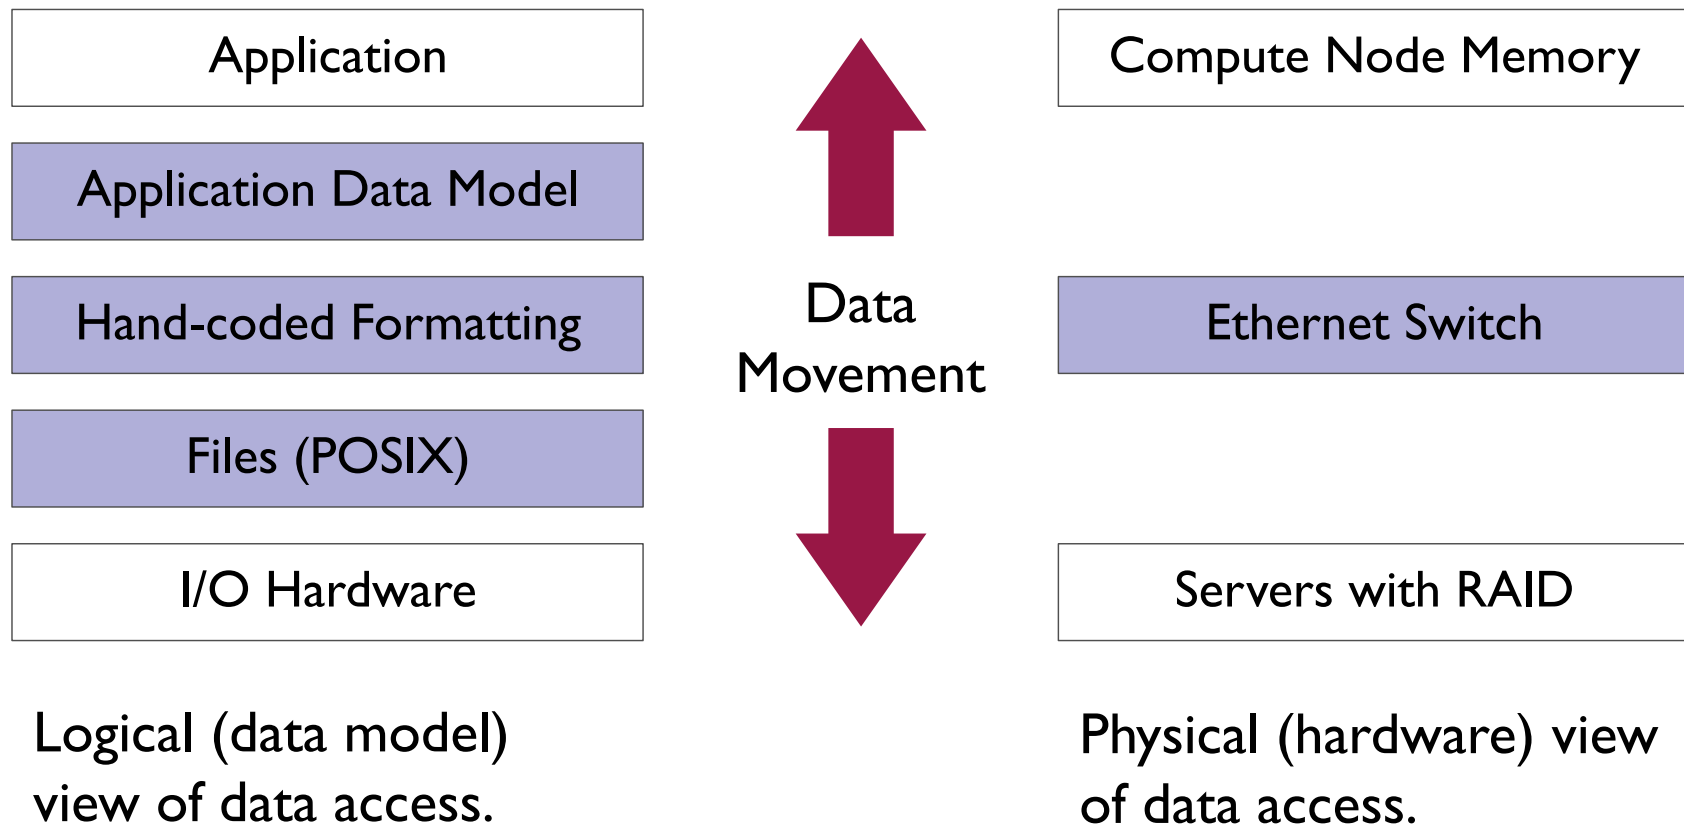 Application
Application Data Model
Hand-coded Formatting
Files (POSIX)
I/O Hardware
Logical (data model)
view of data access.
Data
Movement
Compute Node Memory
Ethernet Switch
Servers with RAID
Physical (hardware) view
of data access.